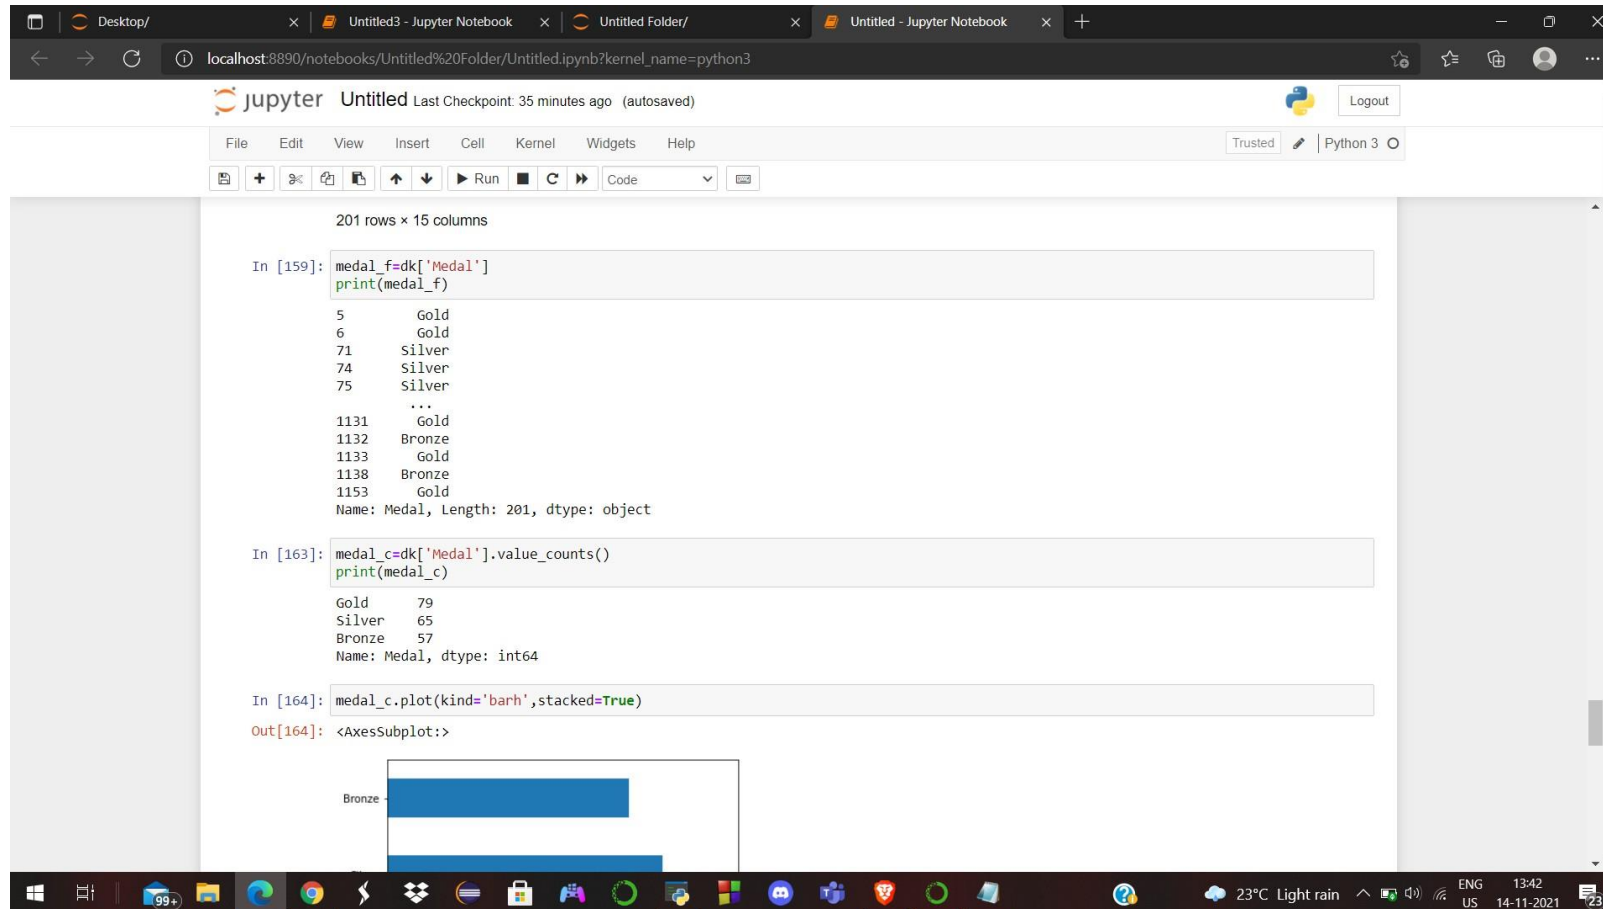 Desktop/ Untitled3 - Jupyter Notebook Untitled Folder/ Untitled - Jupyter Notebook
localhost:8890/notebooks/Untitled%20Folder/Untitled.ipynb?kernel_name=python3
jupyter Untitled Last Checkpoint: 35 minutes ago (autosaved) Logout
File Edit View Insert Cell Kernel Widgets Help Trusted Python 3
Run Code
201 rows × 15 columns
In [159]: medal_f=dk['Medal']
print(medal_f)
5 Gold
6 Gold
71 Silver
74 Silver
75 Silver
...
1131 Gold
1132 Bronze
1133 Gold
1138 Bronze
1153 Gold
Name: Medal, Length: 201, dtype: object
In [163]: medal_c=dk['Medal'].value_counts()
print(medal_c)
Gold 79
Silver 65
Bronze 57
Name: Medal, dtype: int64
In [164]: medal_c.plot(kind='barh',stacked=True)
Out[164]: <AxesSubplot:>
Bronze
99+ 23°C Light rain ENG 13:42
US 14-11-2021 23